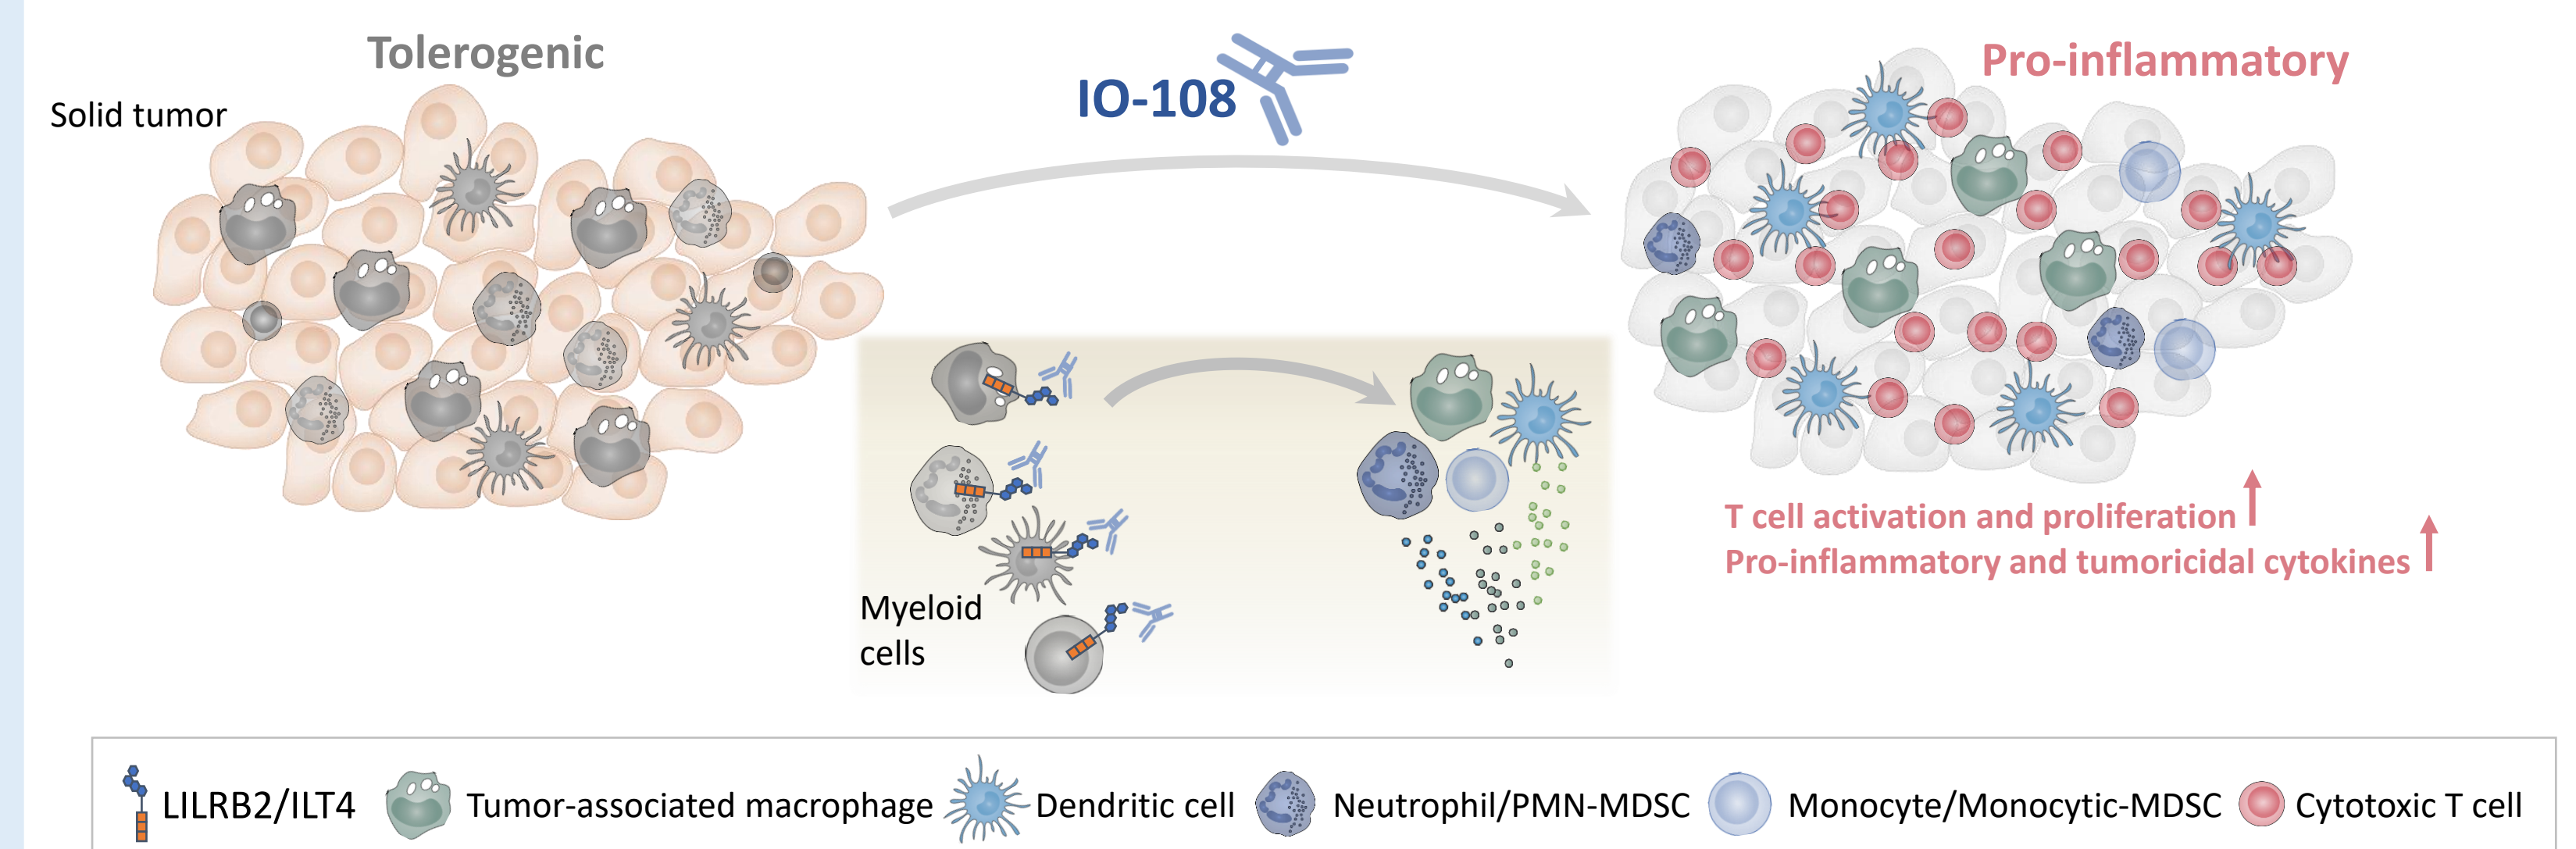 Tolerogenic
Solid tumor
IO-108
Pro-inflammatory
T cell activation and proliferation
Pro-inflammatory and tumoricidal cytokines
Myeloid
cells
LILRB2/ILT4
Tumor-associated macrophage
Dendritic cell
Neutrophil/PMN-MDSC
Monocyte/Monocytic-MDSC
Cytotoxic T cell